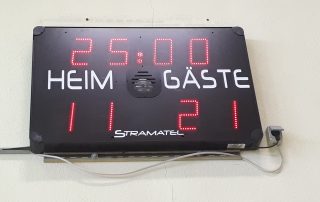 25:00
HEIM GÄSTE
11 21
STRAMATEL